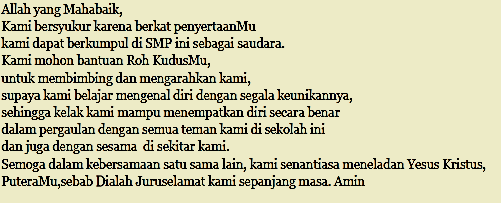 Allah yang Mahabaik,
Kami bersyukur karena berkat penyertaanMu
kami dapat berkumpul di SMP ini sebagai saudara.
Kami mohon bantuan Roh KudusMu,
untuk membimbing dan mengarahkan kami,
supaya kami belajar mengenal diri dengan segala keunikannya,
sehingga kelak kami mampu menempatkan diri secara benar
dalam pergaulan dengan semua teman kami di sekolah ini
dan juga dengan sesama  di sekitar kami.
Semoga dalam kebersamaan satu sama lain, kami senantiasa meneladan Yesus Kristus,
PuteraMu,sebab Dialah Juruselamat kami sepanjang masa. Amin